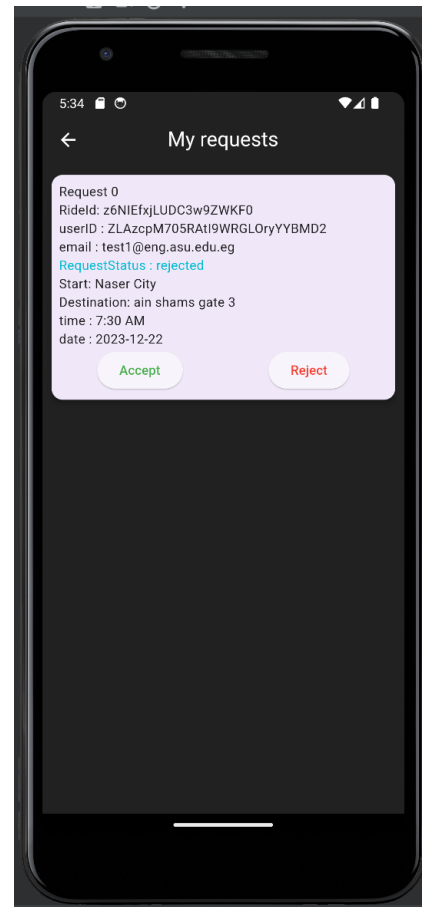 5:34
My requests
Request 0
RideId: z6NIEfxjLUDC3w9ZWKF0
userID : ZLAzcpM705RAtI9WRGLOryYYBMD2
email : test1@eng.asu.edu.eg
RequestStatus : rejected
Start: Naser City
Destination: ain shams gate 3
time : 7:30 AM
date : 2023-12-22
Accept Reject